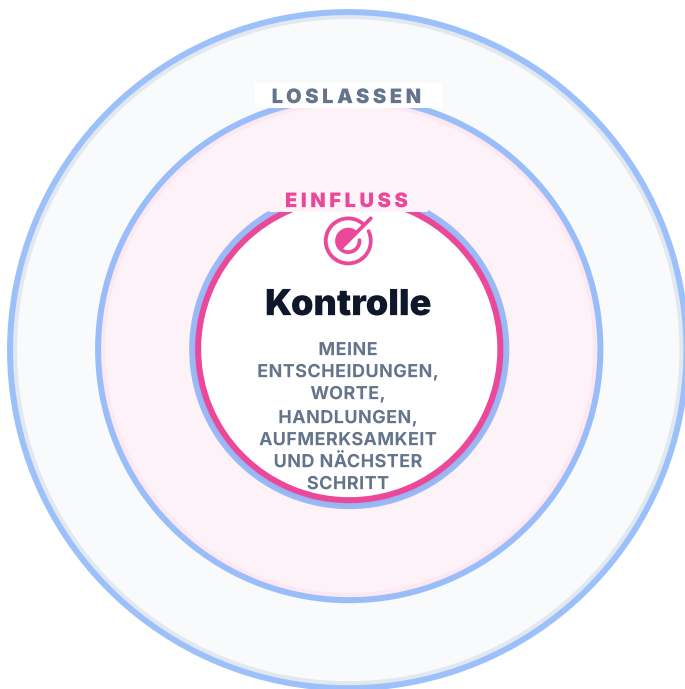 LOSLASSEN
EINFLUSS
Kontrolle
MEINE
ENTSCHEIDUNGEN,
WORTE,
HANDLUNGEN,
AUFMERKSAMKEIT
UND NÄCHSTER
SCHRITT